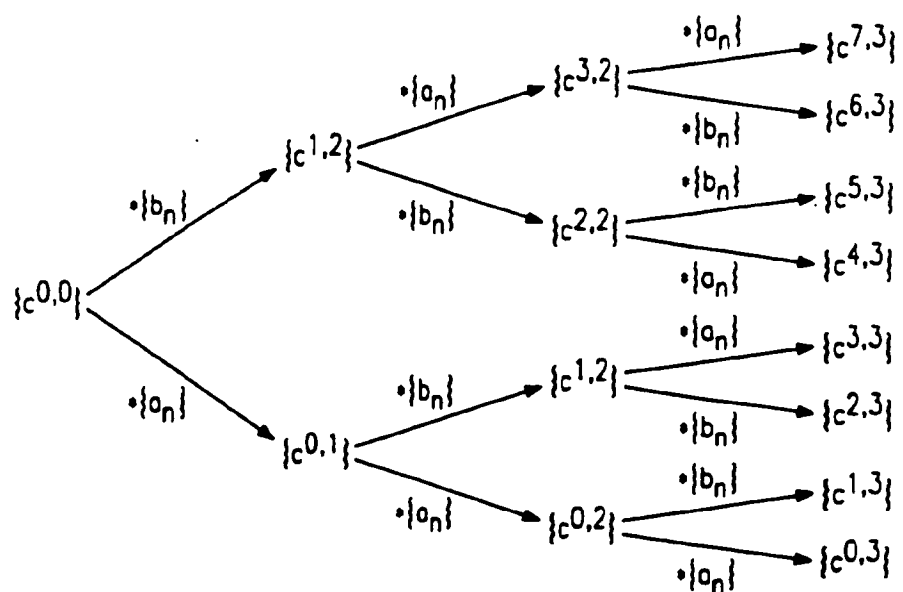 *{a_n} {c^{7,3}}
{c^{3,2}}
*{a_n} {c^{6,3}}
*{b_n}
{c^{1,2}}
*{b_n} {c^{5,3}}
*{b_n} *{b_n} {c^{2,2}}
{c^{4,3}}
*{a_n}
{c^{0,0}}
*{a_n} {c^{3,3}}
*{a_n} *{b_n} {c^{1,2}}
{c^{2,3}}
*{b_n}
{c^{0,1}}
*{b_n} {c^{1,3}}
*{a_n} {c^{0,2}}
{c^{0,3}}
*{a_n}